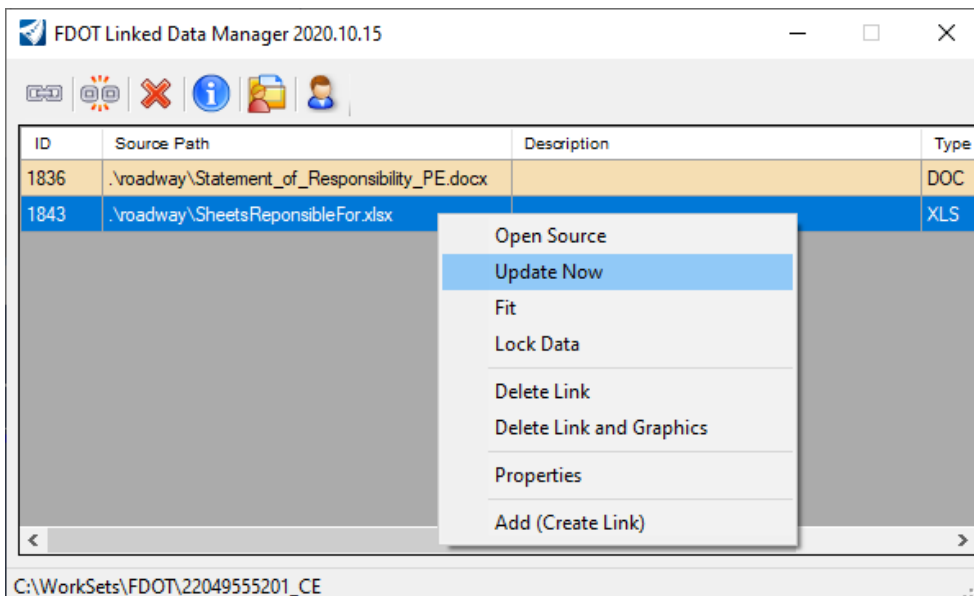 FDOT Linked Data Manager 2020.10.15
ID Source Path Description Type
1836 .\roadway\Statement_of_Responsibility_PE.docx DOC
1843 .\roadway\SheetsReponsibleFor.xlsx XLS
Open Source
Update Now
Fit
Lock Data
Delete Link
Delete Link and Graphics
Properties
Add (Create Link)
C:\WorkSets\FDOT\22049555201_CE